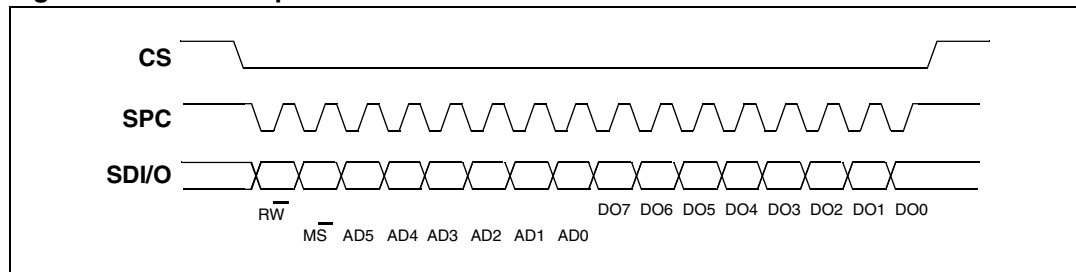 CS
SPC
SDI/O
RW̅
DO7 DO6 DO5 DO4 DO3 DO2 DO1 DO0
MS̅ AD5 AD4 AD3 AD2 AD1 AD0